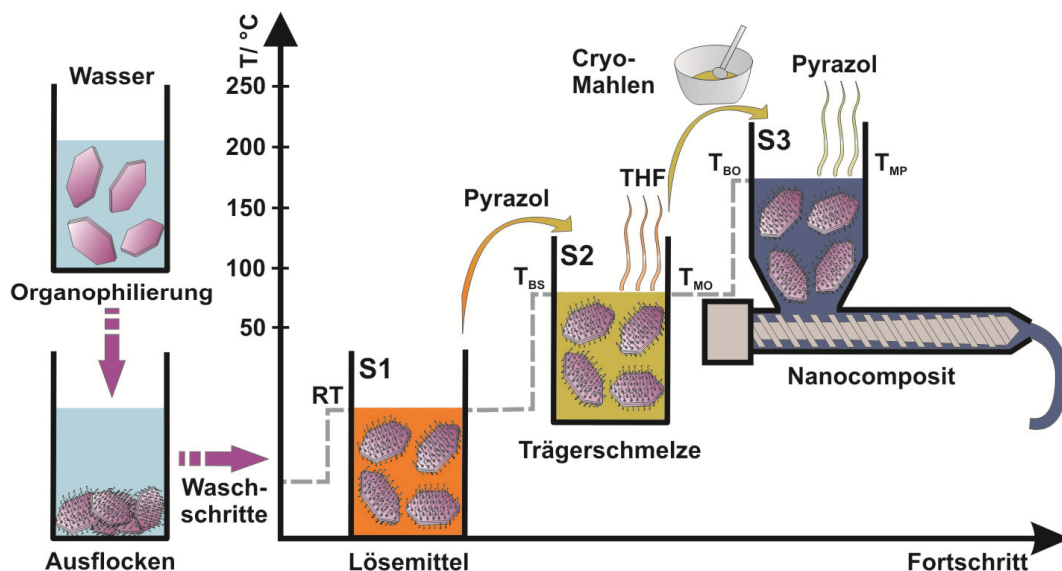 Wasser
Organophilierung
Ausflocken
Wasch-
schritte
T/ °C
250
200
150
100
50
RT
S1
Lösemittel
Pyrazol
T_BS
S2
THF
T_MO
Trägerschmelze
Cryo-
Mahlen
Pyrazol
S3
T_BO
T_MP
Nanocomposit
Fortschritt